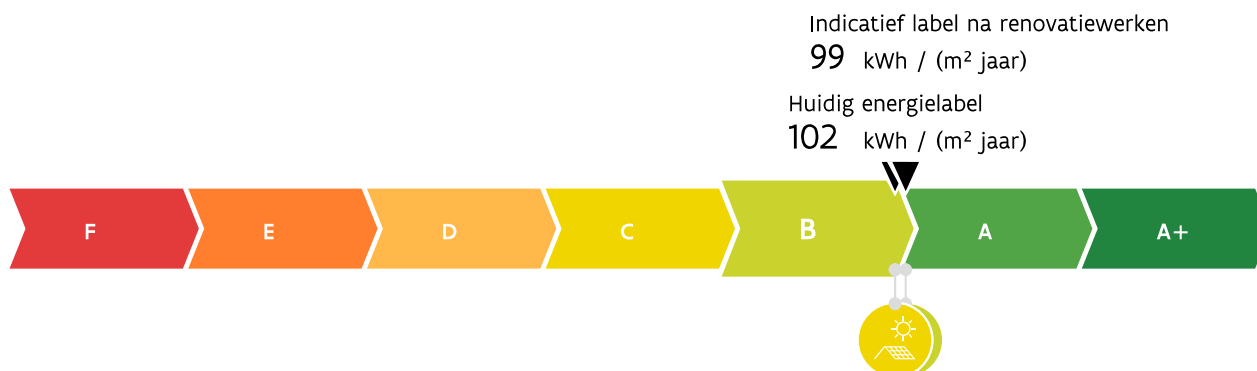 Indicatief label na renovatiewerken
99 kWh / (m² jaar)
Huidig energielabel
102 kWh / (m² jaar)
F E D C B A A+